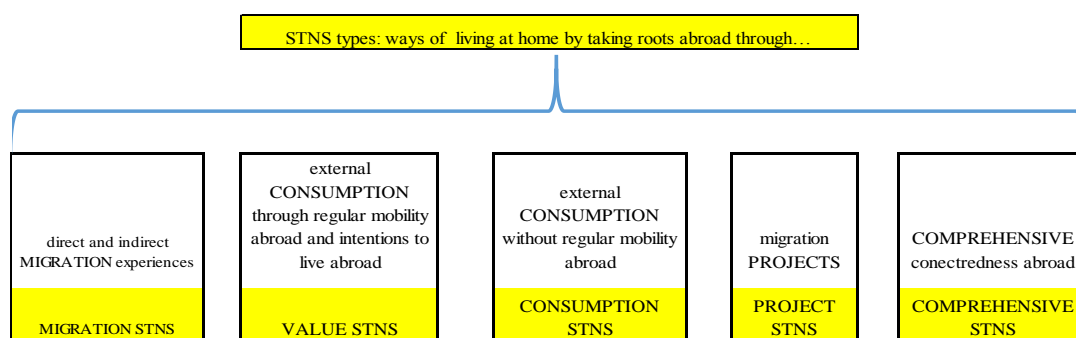 STNS types: ways of living at home by taking roots abroad through…
direct and indirect
MIGRATION experiences
MIGRATION STNS
external
CONSUMPTION
through regular mobility
abroad and intentions to
live abroad
VALUE STNS
external
CONSUMPTION
without regular mobility
abroad
CONSUMPTION
STNS
migration
PROJECTS
PROJECT
STNS
COMPREHENSIVE
conectredness abroad
COMPREHENSIVE
STNS